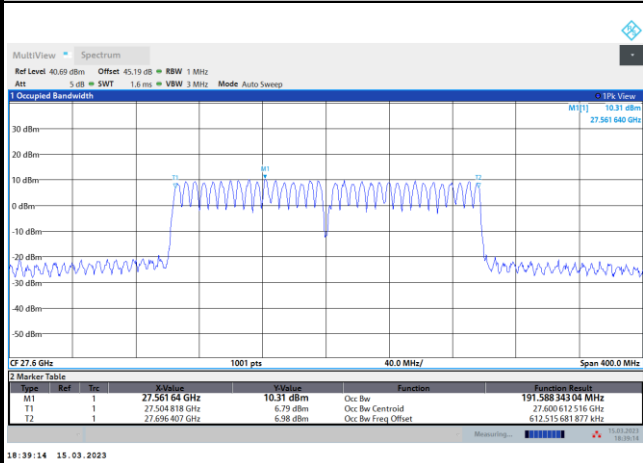 MultiView Spectrum
Ref Level 40.69 dBm Offset 45.19 dB RBW 1 MHz
Att 5 dB SWT 1.6 ms VBW 3 MHz Mode Auto Sweep
1 Occupied Bandwidth 1Pk View
M1[1] 10.31 dBm
27.561 640 GHz
30 dBm
20 dBm
M1
T1 T2
10 dBm
0 dBm
-10 dBm
-20 dBm
-30 dBm
-40 dBm
-50 dBm
CF 27.6 GHz 1001 pts 40.0 MHz/ Span 400.0 MHz
2 Marker Table
Type Ref Trc X-Value Y-Value Function Function Result
M1 1 27.561 64 GHz 10.31 dBm Occ Bw 191.588 343 04 MHz
T1 1 27.504 818 GHz 6.79 dBm Occ Bw Centroid 27.600 612 516 GHz
T2 1 27.696 407 GHz 6.98 dBm Occ Bw Freq Offset 612.515 681 877 kHz
Measuring... 15.03.2023
18:39:14
18:39:14 15.03.2023